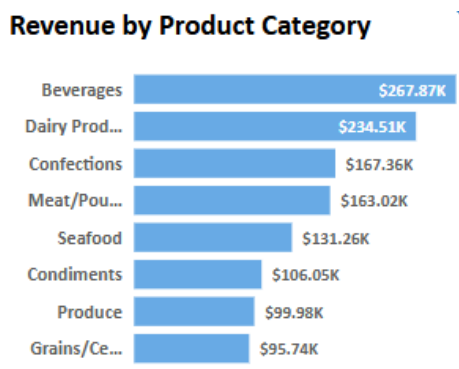 Revenue by Product Category
Beverages $267.87K
Dairy Prod... $234.51K
Confections $167.36K
Meat/Pou... $163.02K
Seafood $131.26K
Condiments $106.05K
Produce $99.98K
Grains/Ce... $95.74K